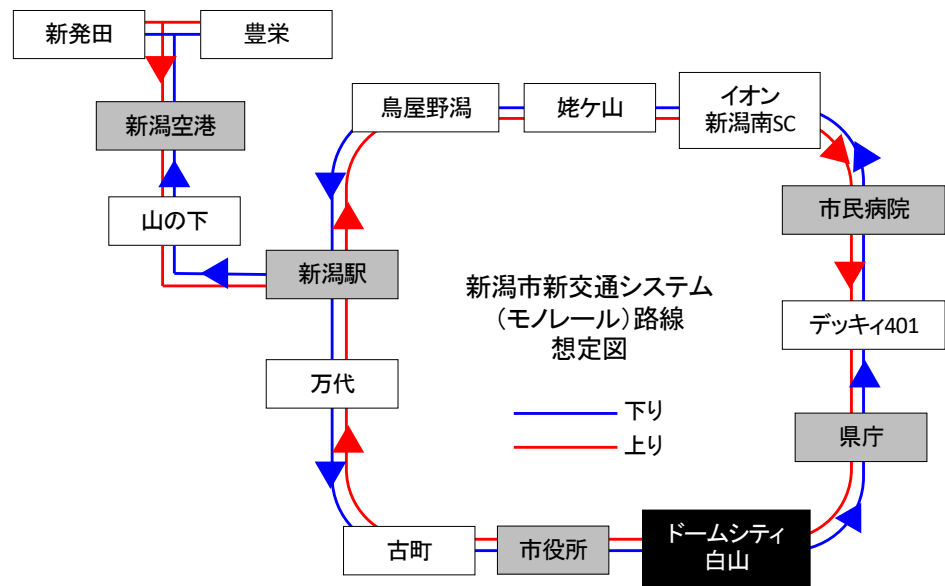 新発田
豊栄
新潟空港
山の下
新潟駅
鳥屋野潟
姥ケ山
イオン
新潟南SC
市民病院
デッキィ401
県庁
ドームシティ
白山
市役所
古町
万代
新潟市新交通システム
（モノレール）路線
想定図
下り
上り